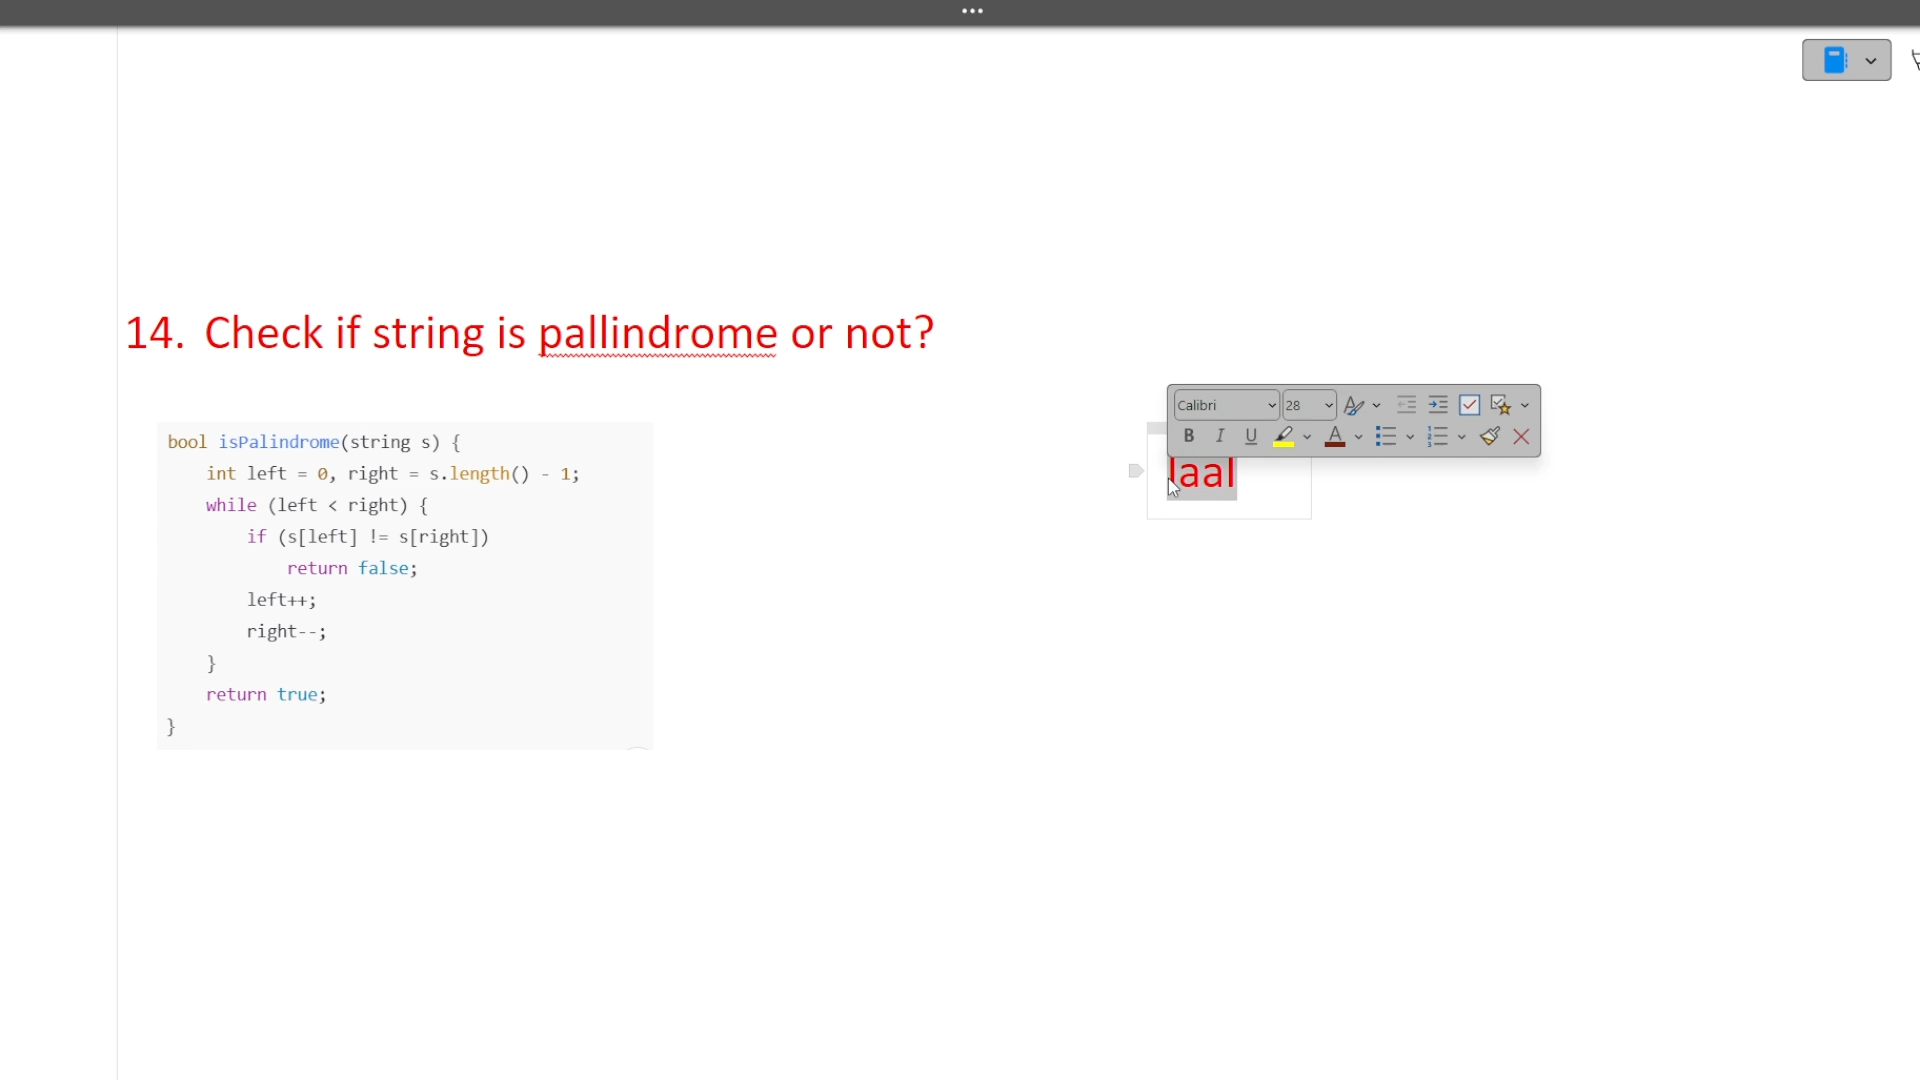 14. Check if string is pallindrome or not?
bool isPalindrome(string s) {
int left = 0, right = s.length() - 1;
while (left < right) {
if (s[left] != s[right])
return false;
left++;
right--;
}
return true;
}
Calibri 28
B I U A
laal